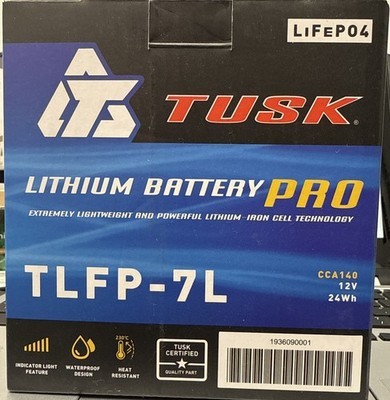 LiFEPO4
TUSK®
LITHIUM BATTERY PRO
EXTREMELY LIGHTWEIGHT AND POWERFUL LITHIUM-IRON CELL TECHNOLOGY
TLFP-7L
CCA140
12V
24Wh
INDICATOR LIGHT
FEATURE
WATERPROOF
DESIGN
230°C
HEAT
RESISTANT
TUSK
CERTIFIED
QUALITY PART
1936090001